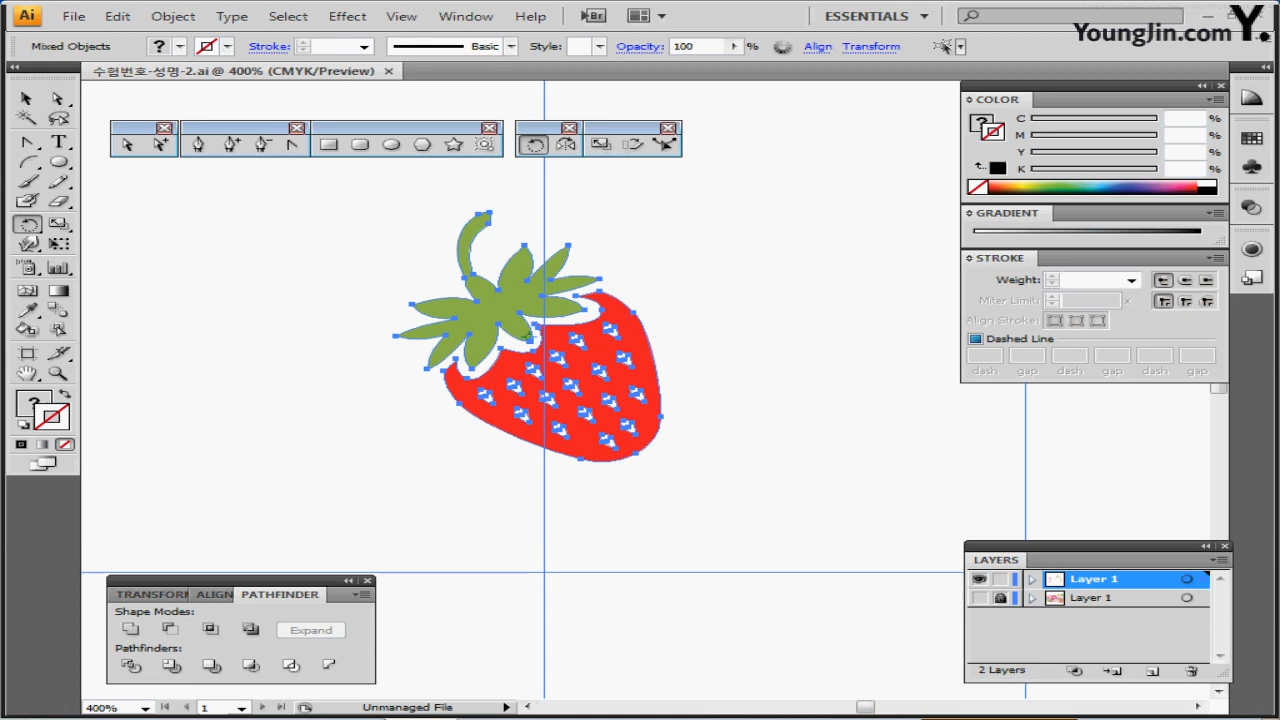 Ai File Edit Object Type Select Effect View Window Help Br ESSENTIALS
YoungJin.com Y.
Mixed Objects ? Stroke: Basic Style: Opacity: 100 % Align Transform
수험번호-성명-2.ai @ 400% (CMYK/Preview) ×
COLOR
? C %
M %
Y %
K %
GRADIENT
STROKE
Weight:
Miter Limit: x
Align Stroke:
Dashed Line
dash gap dash gap dash gap
T
?
LAYERS
Layer 1
Layer 1
2 Layers
TRANSFORM ALIGN PATHFINDER
Shape Modes:
Expand
Pathfinders:
400% 1 Unmanaged File